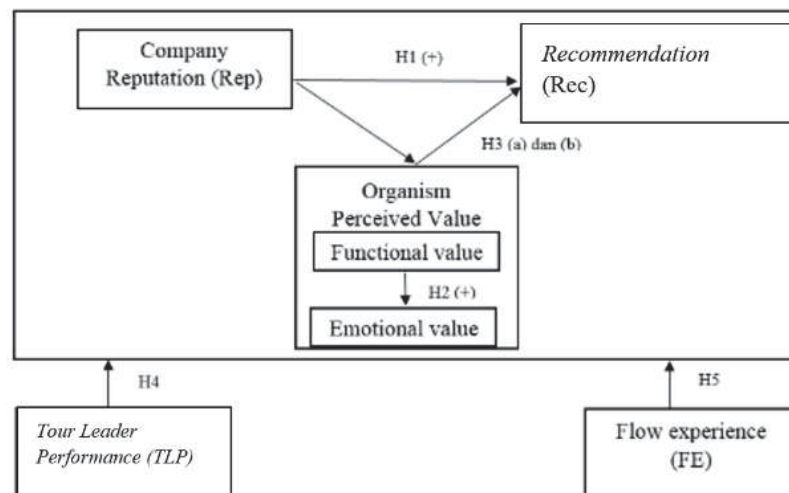 Company
Reputation (Rep)
H1 (+)
Recommendation
(Rec)
H3 (a) dan (b)
Organism
Perceived Value
Functional value
H2 (+)
Emotional value
H4
H5
Tour Leader
Performance (TLP)
Flow experience
(FE)